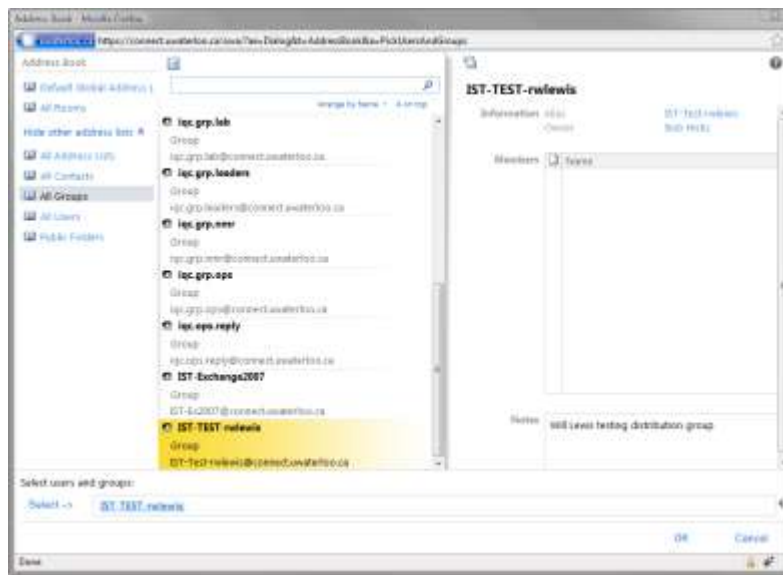 Address Book - Mozilla Firefox
https://connect.uwaterloo.ca/owa/?ae=Dialog&t=AddressBook&a=PickUsersAndGroups
Address Book
Default Global Address L
All Rooms
Hide other address lists
All Address Lists
All Contacts
All Groups
All Users
Public Folders
Arrange by Name A on top
iqc.grp.lab
Group
iqc.grp.lab@connect.uwaterloo.ca
iqc.grp.leaders
Group
iqc.grp.leaders@connect.uwaterloo.ca
iqc.grp.nmr
Group
iqc.grp.nmr@connect.uwaterloo.ca
iqc.grp.ops
Group
iqc.grp.ops@connect.uwaterloo.ca
iqc.ops.reply
Group
iqc.ops.reply@connect.uwaterloo.ca
IST-Exchange2007
Group
IST-Ex2007@connect.uwaterloo.ca
IST-TEST-rwlewis
Group
IST-Test-rwlewis@connect.uwaterloo.ca
IST-TEST-rwlewis
Information Alias IST-Test-rwlewis
Owner Bob Hicks
Members Name
Notes Will Lewis testing distribution group
Select users and groups:
Select -> IST-TEST-rwlewis
OK Cancel
Done